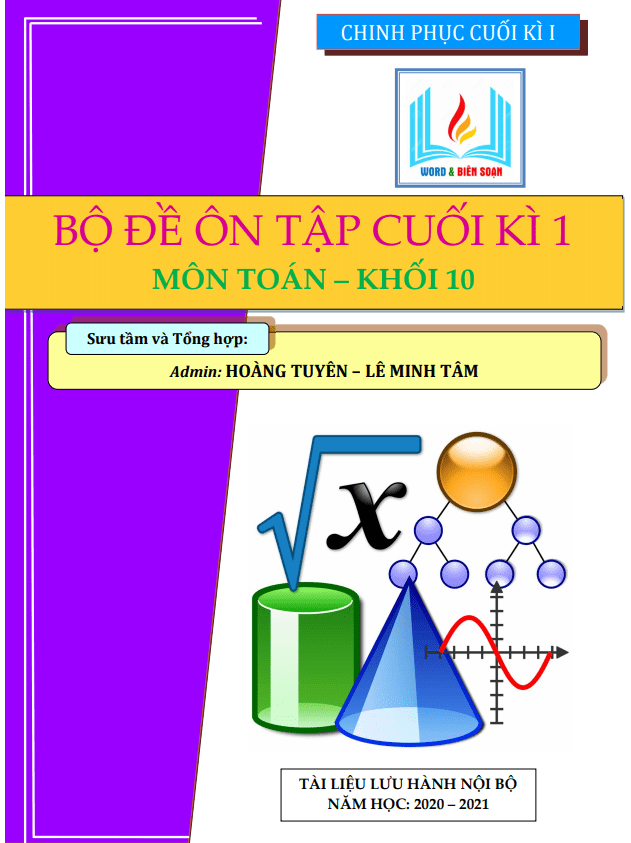 CHINH PHỤC CUỐI KÌ I
WORD & BIÊN SOẠN
BỘ ĐỀ ÔN TẬP CUỐI KÌ 1
MÔN TOÁN – KHỐI 10
Sưu tầm và Tổng hợp:
Admin: HOÀNG TUYÊN – LÊ MINH TÂM
x
TÀI LIỆU LƯU HÀNH NỘI BỘ
NĂM HỌC: 2020 – 2021